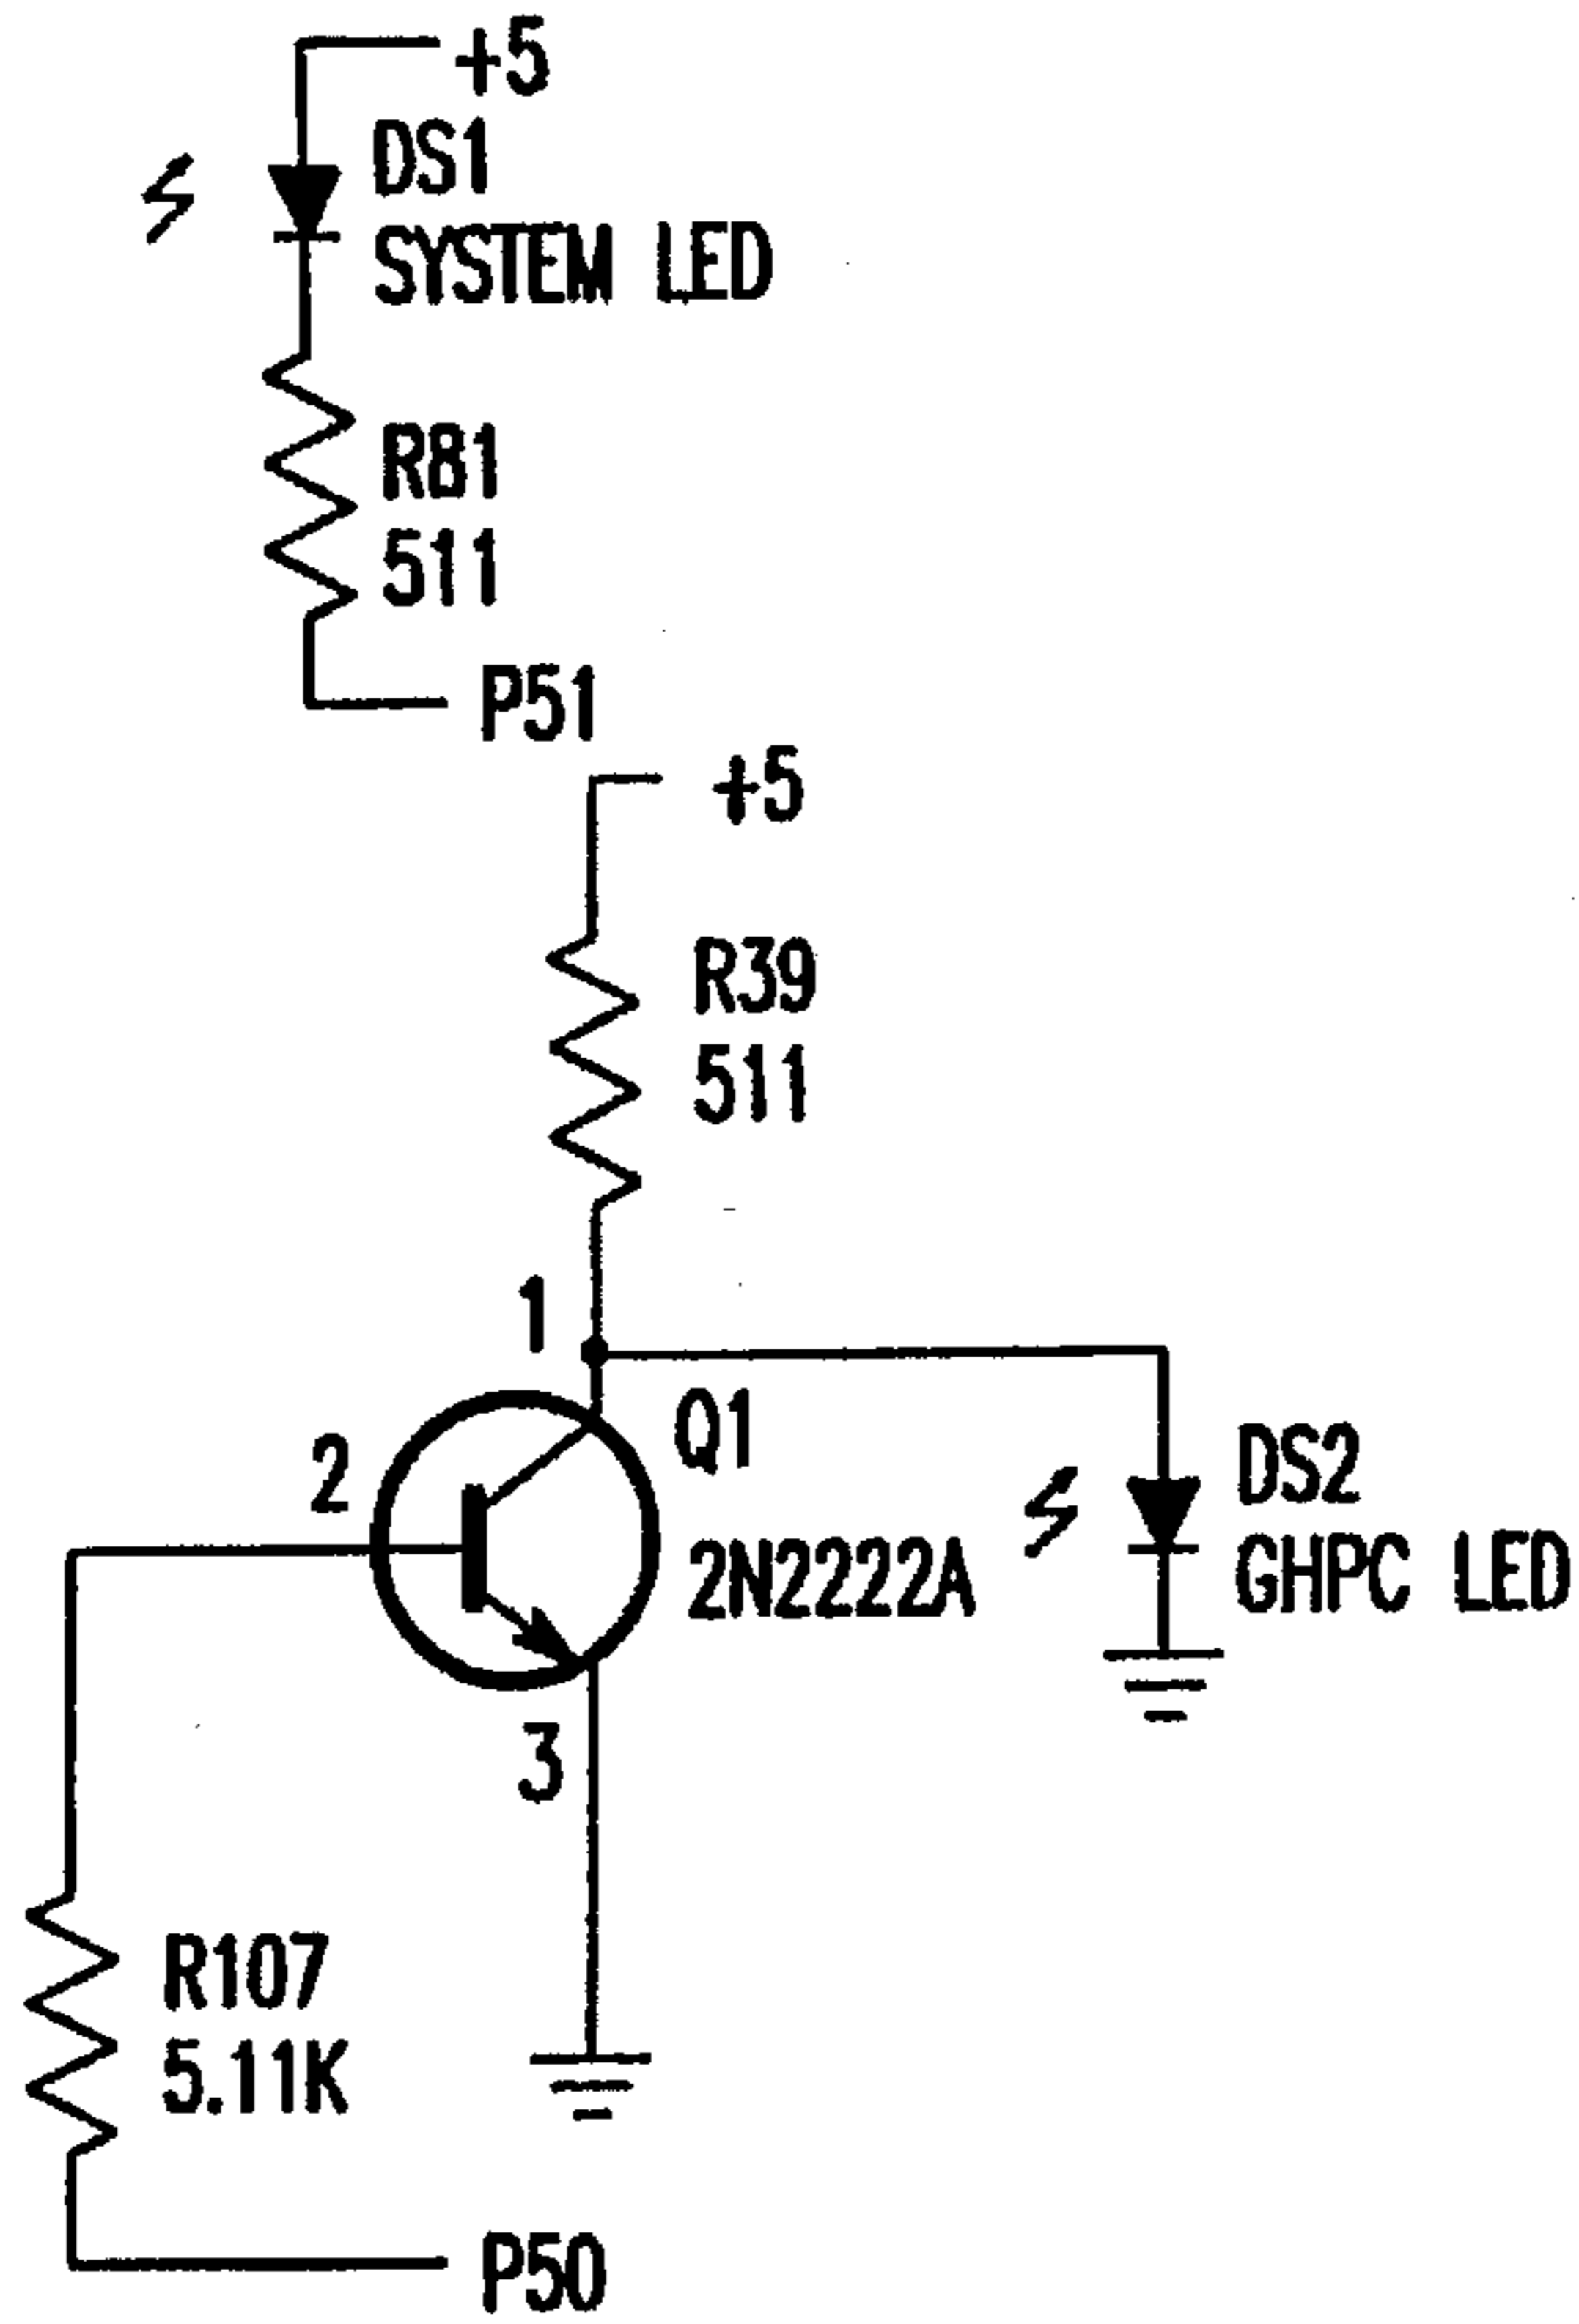 +5
DS1
SYSTEM LED
R81
511
P51
+5
R39
511
1
Q1
2
2N2222A
DS2
GHPC LED
3
R107
5.11K
P50